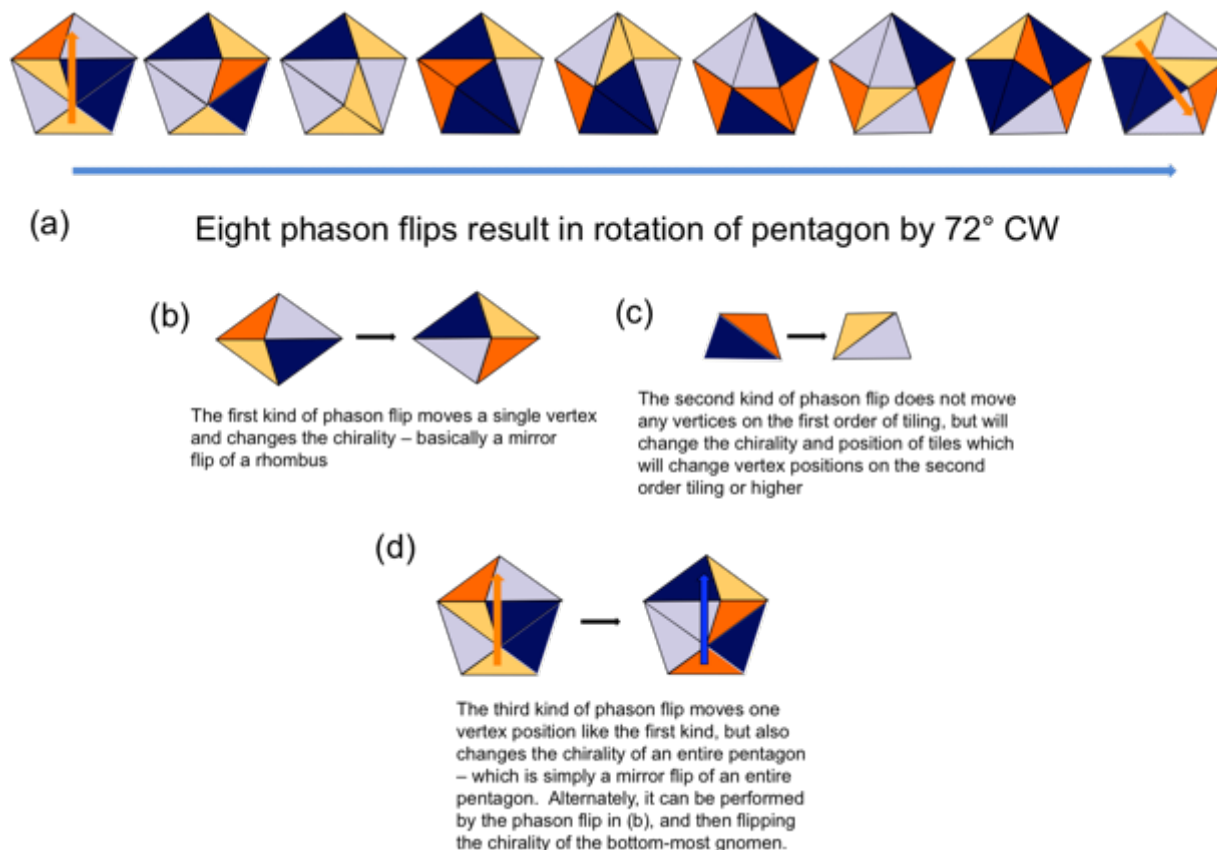 (a)
Eight phason flips result in rotation of pentagon by 72° CW
(b)
The first kind of phason flip moves a single vertex
and changes the chirality – basically a mirror
flip of a rhombus
(c)
The second kind of phason flip does not move
any vertices on the first order of tiling, but will
change the chirality and position of tiles which
will change vertex positions on the second
order tiling or higher
(d)
The third kind of phason flip moves one
vertex position like the first kind, but also
changes the chirality of an entire pentagon
– which is simply a mirror flip of an entire
pentagon.  Alternately, it can be performed
by the phason flip in (b), and then flipping
the chirality of the bottom-most gnomen.